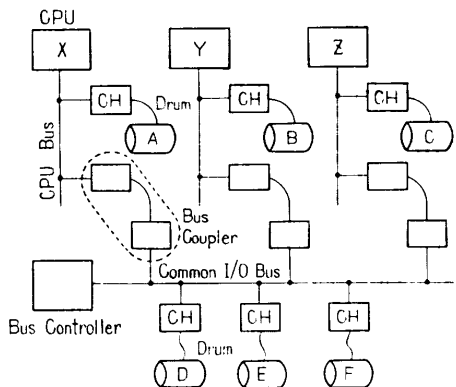 CPU
X
Y
Z
CH
Drum
CH
CH
A
B
C
CPU Bus
Bus
Coupler
Common I/O Bus
Bus Controller
CH
CH
CH
Drum
D
E
F